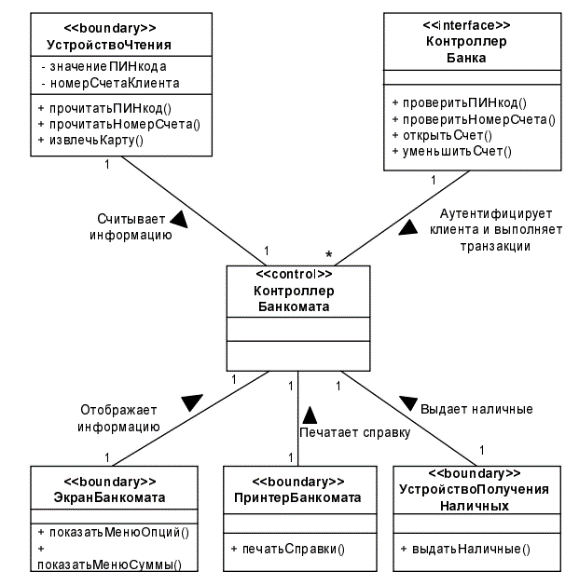 <<boundary>>
УстройствоЧтения
- значениеПИНкода
- номерСчетаКлиента
+ прочитатьПИНкод()
+ прочитатьНомерСчета()
+ извлечьКарту()
<<interface>>
Контроллер
Банка
+ проверитьПИНкод()
+ проверитьНомерСчета()
+ открытьСчет()
+ уменьшитьСчет()
1
1
Считывает
информацию
Аутентифицирует
клиента и выполняет
транзакции
1
*
<<control>>
Контроллер
Банкомата
1
1
1
Отображает
информацию
Печатает справку
Выдает наличные
1
1
1
<<boundary>>
ЭкранБанкомата
+ показатьМенюОпций()
+
показатьМенюСуммы()
<<boundary>>
ПринтерБанкомата
+ печатьСправки()
<<boundary>>
УстройствоПолучения
Наличных
+ выдатьНаличные()